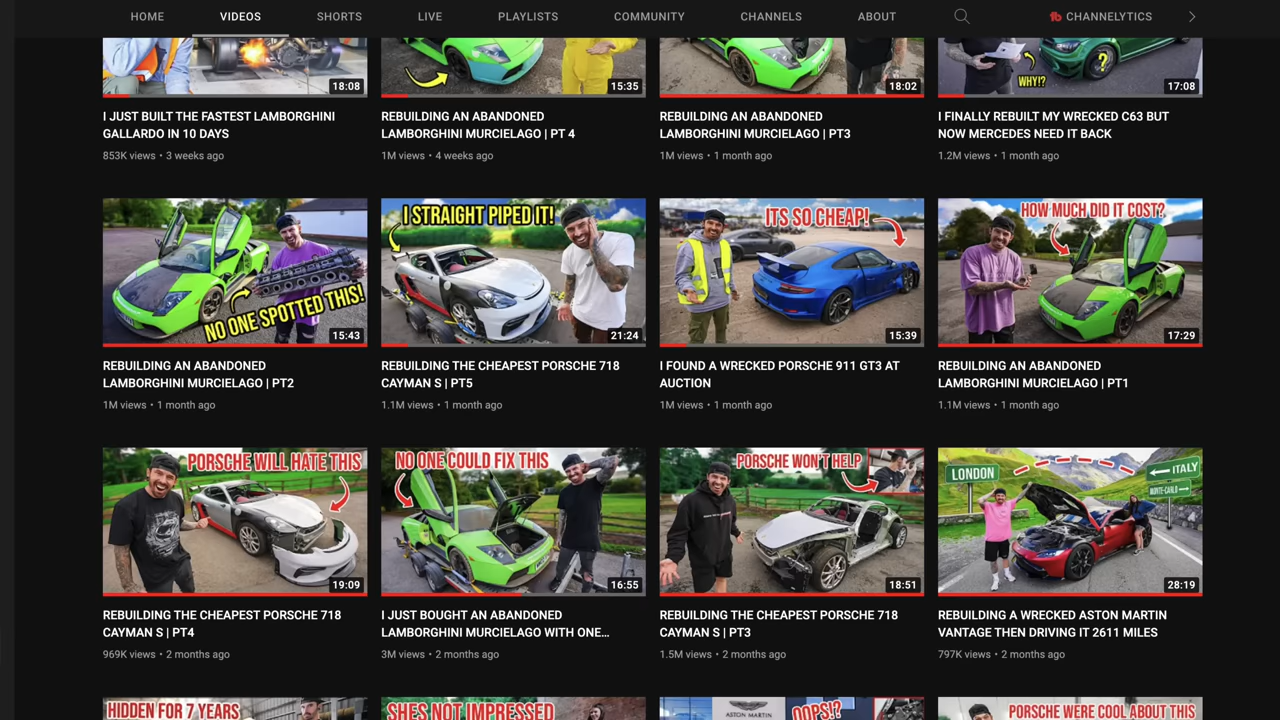 HOME VIDEOS SHORTS LIVE PLAYLISTS COMMUNITY CHANNELS ABOUT CHANNELYTICS
WHY!?
?
18:08
15:35
18:02
17:08
I JUST BUILT THE FASTEST LAMBORGHINI
GALLARDO IN 10 DAYS
853K views • 3 weeks ago
REBUILDING AN ABANDONED
LAMBORGHINI MURCIELAGO | PT 4
1M views • 4 weeks ago
REBUILDING AN ABANDONED
LAMBORGHINI MURCIELAGO | PT3
1M views • 1 month ago
I FINALLY REBUILT MY WRECKED C63 BUT
NOW MERCEDES NEED IT BACK
1.2M views • 1 month ago
NO ONE SPOTTED THIS!
15:43
I STRAIGHT PIPED IT!
21:24
ITS SO CHEAP!
15:39
HOW MUCH DID IT COST?
17:29
REBUILDING AN ABANDONED
LAMBORGHINI MURCIELAGO | PT2
1M views • 1 month ago
REBUILDING THE CHEAPEST PORSCHE 718
CAYMAN S | PT5
1.1M views • 1 month ago
I FOUND A WRECKED PORSCHE 911 GT3 AT
AUCTION
1M views • 1 month ago
REBUILDING AN ABANDONED
LAMBORGHINI MURCIELAGO | PT1
1.1M views • 1 month ago
PORSCHE WILL HATE THIS
19:09
NO ONE COULD FIX THIS
16:55
PORSCHE WON'T HELP
18:51
LONDON
ITALY
MONTE-CARLO
28:19
REBUILDING THE CHEAPEST PORSCHE 718
CAYMAN S | PT4
969K views • 2 months ago
I JUST BOUGHT AN ABANDONED
LAMBORGHINI MURCIELAGO WITH ONE...
3M views • 2 months ago
REBUILDING THE CHEAPEST PORSCHE 718
CAYMAN S | PT3
1.5M views • 2 months ago
REBUILDING A WRECKED ASTON MARTIN
VANTAGE THEN DRIVING IT 2611 MILES
797K views • 2 months ago
HIDDEN FOR 7 YEARS
SHES NOT IMPRESSED
ASTON MARTIN
OOPS!?
PORSCHE WERE COOL ABOUT THIS